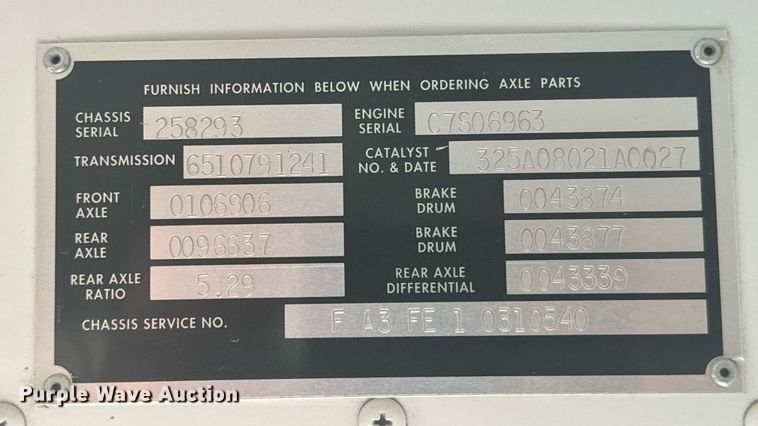 FURNISH INFORMATION BELOW WHEN ORDERING AXLE PARTS
CHASSIS SERIAL 258293 ENGINE SERIAL C7S06963
TRANSMISSION 6510791241 CATALYST NO. & DATE 325A08021A0027
FRONT AXLE 0106906 BRAKE DRUM 0043874
REAR AXLE 0096637 BRAKE DRUM 0043877
REAR AXLE RATIO 5.29 REAR AXLE DIFFERENTIAL 0043339
CHASSIS SERVICE NO. F A3 FE 1 0310540
Purple Wave Auction